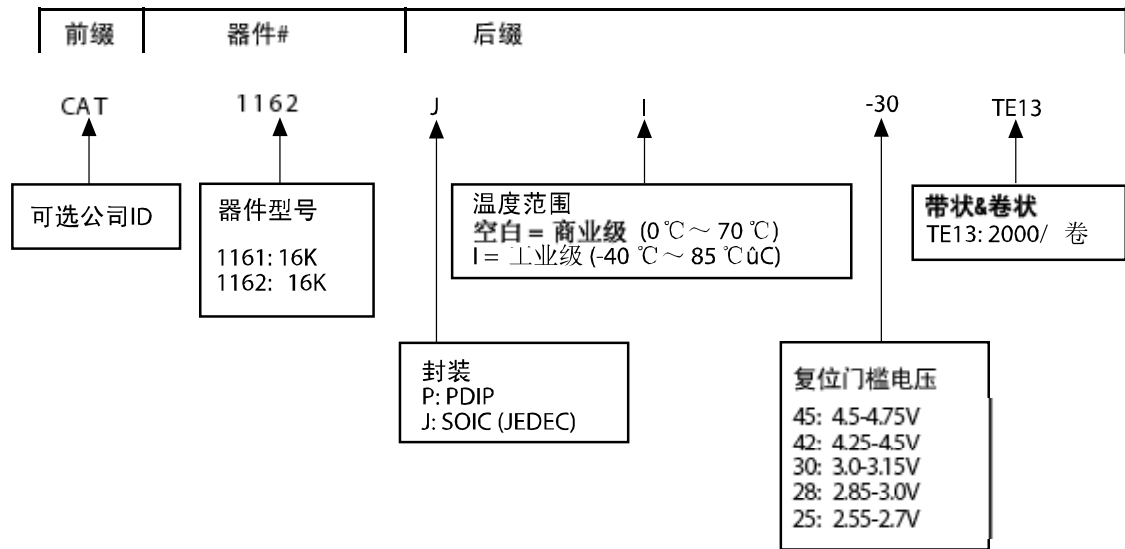 前缀 器件# 后缀
CAT 1162 J I -30 TE13
可选公司ID
器件型号
1161: 16K
1162: 16K
温度范围
空白 = 商业级 (0℃～70℃)
I = 工业级 (-40℃～85℃ûC)
带状&卷状
TE13: 2000/ 卷
封装
P: PDIP
J: SOIC (JEDEC)
复位门槛电压
45: 4.5-4.75V
42: 4.25-4.5V
30: 3.0-3.15V
28: 2.85-3.0V
25: 2.55-2.7V